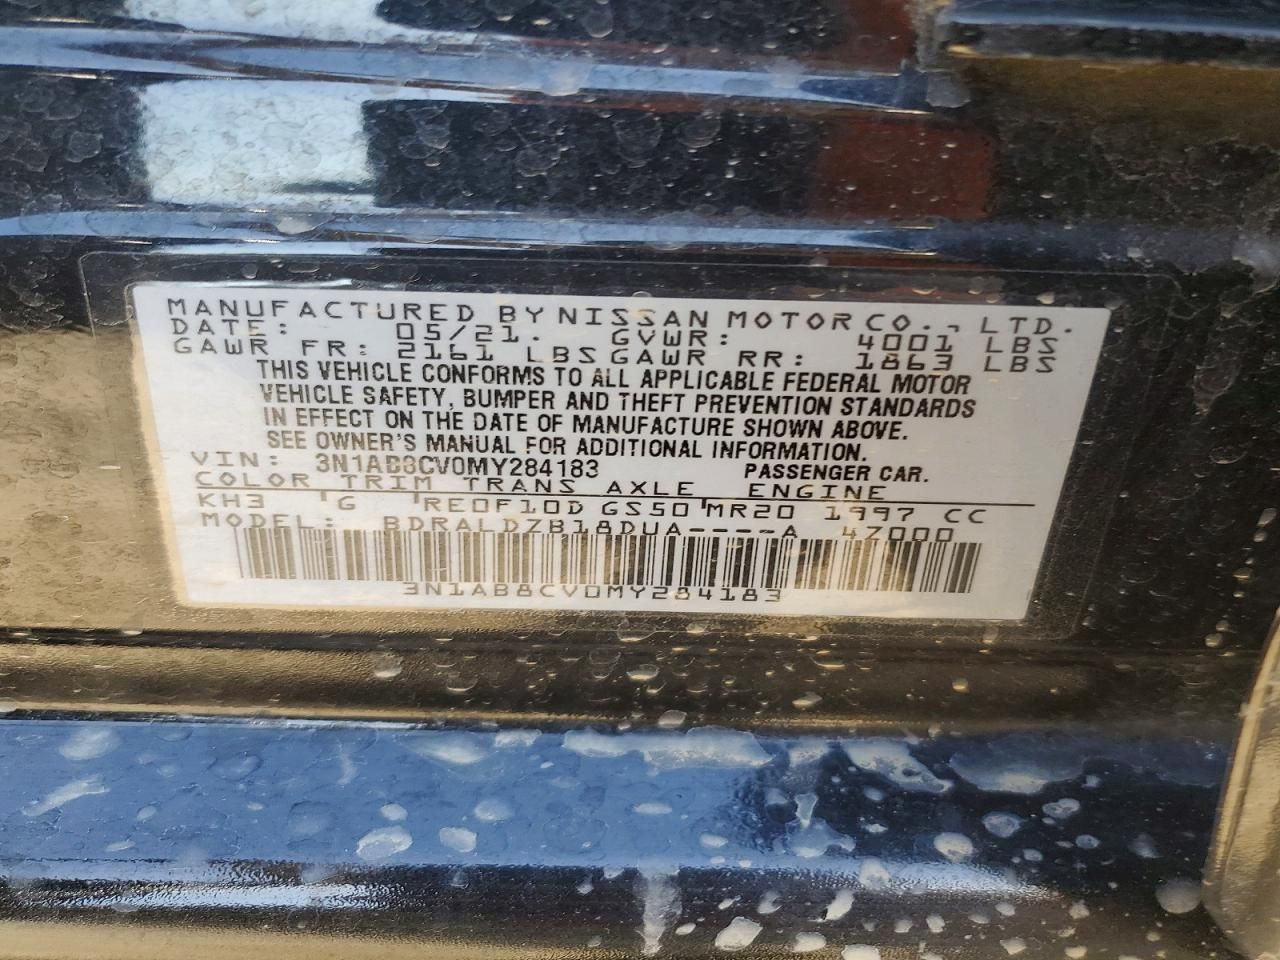 MANUFACTURED BY NISSAN MOTOR CO., LTD.
DATE: 05/21. GVWR: 4001 LBS
GAWR FR: 2161 LBS GAWR RR: 1863 LBS
THIS VEHICLE CONFORMS TO ALL APPLICABLE FEDERAL MOTOR
VEHICLE SAFETY, BUMPER AND THEFT PREVENTION STANDARDS
IN EFFECT ON THE DATE OF MANUFACTURE SHOWN ABOVE.
SEE OWNER'S MANUAL FOR ADDITIONAL INFORMATION.
VIN: 3N1AB8CV0MY284183 PASSENGER CAR.
COLOR TRIM TRANS AXLE ENGINE
KH3 G RE0F10D GS50 MR20 1997 CC
MODEL: BDRALDZB18DUA----A 47000
3N1AB8CV0MY284183